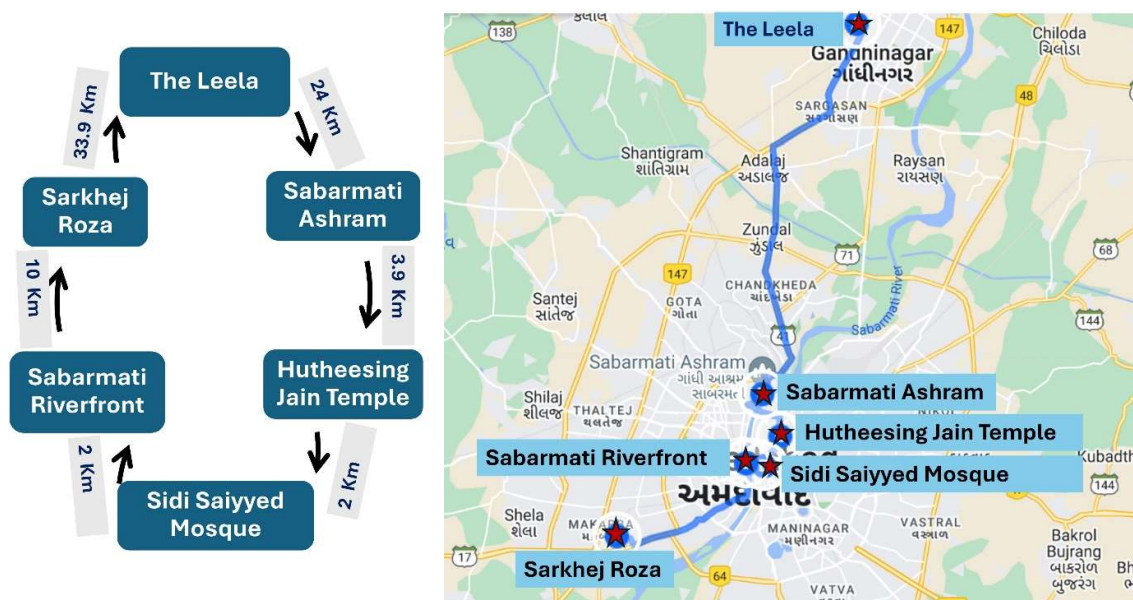 The Leela
33.9 Km
24 Km
Sarkhej
Roza
Sabarmati
Ashram
10 Km
3.9 Km
Sabarmati
Riverfront
Hutheesing
Jain Temple
2 Km
2 Km
Sidi Saiyyed
Mosque
138
The Leela
147
Chiloda
ચિલોડા
Gandhinagar
ગાંધીનગર
SARGASAN
સરગાસણ
48
Shantigram
શાંતિગ્રામ
Adalaj
અડાલજ
Raysan
રાયસણ
Zundal
ઝુંડાલ
71
68
147
CHANDKHEDA
ચાંદખેડા
GOTA
ગોતા
Santej
સાંતેજ
Sabarmati River
41
144
Sabarmati Ashram
ગાંધી આશ્રમ
સાબરમતી
Sabarmati Ashram
Shilaj
શીલજ
THALTEJ
થલતેજ
Hutheesing Jain Temple
Sabarmati Riverfront
Sidi Saiyyed Mosque
Kubadth
144
અમદાવાદ
Shela
શેલા
MAKARBA
MANINAGAR
મણીનગર
VASTRAL
વસ્ત્રાલ
17
Sarkhej Roza
64
VATVA
વટવા
Bakrol
Bujrang
બાકરોલ
બુજરંગ